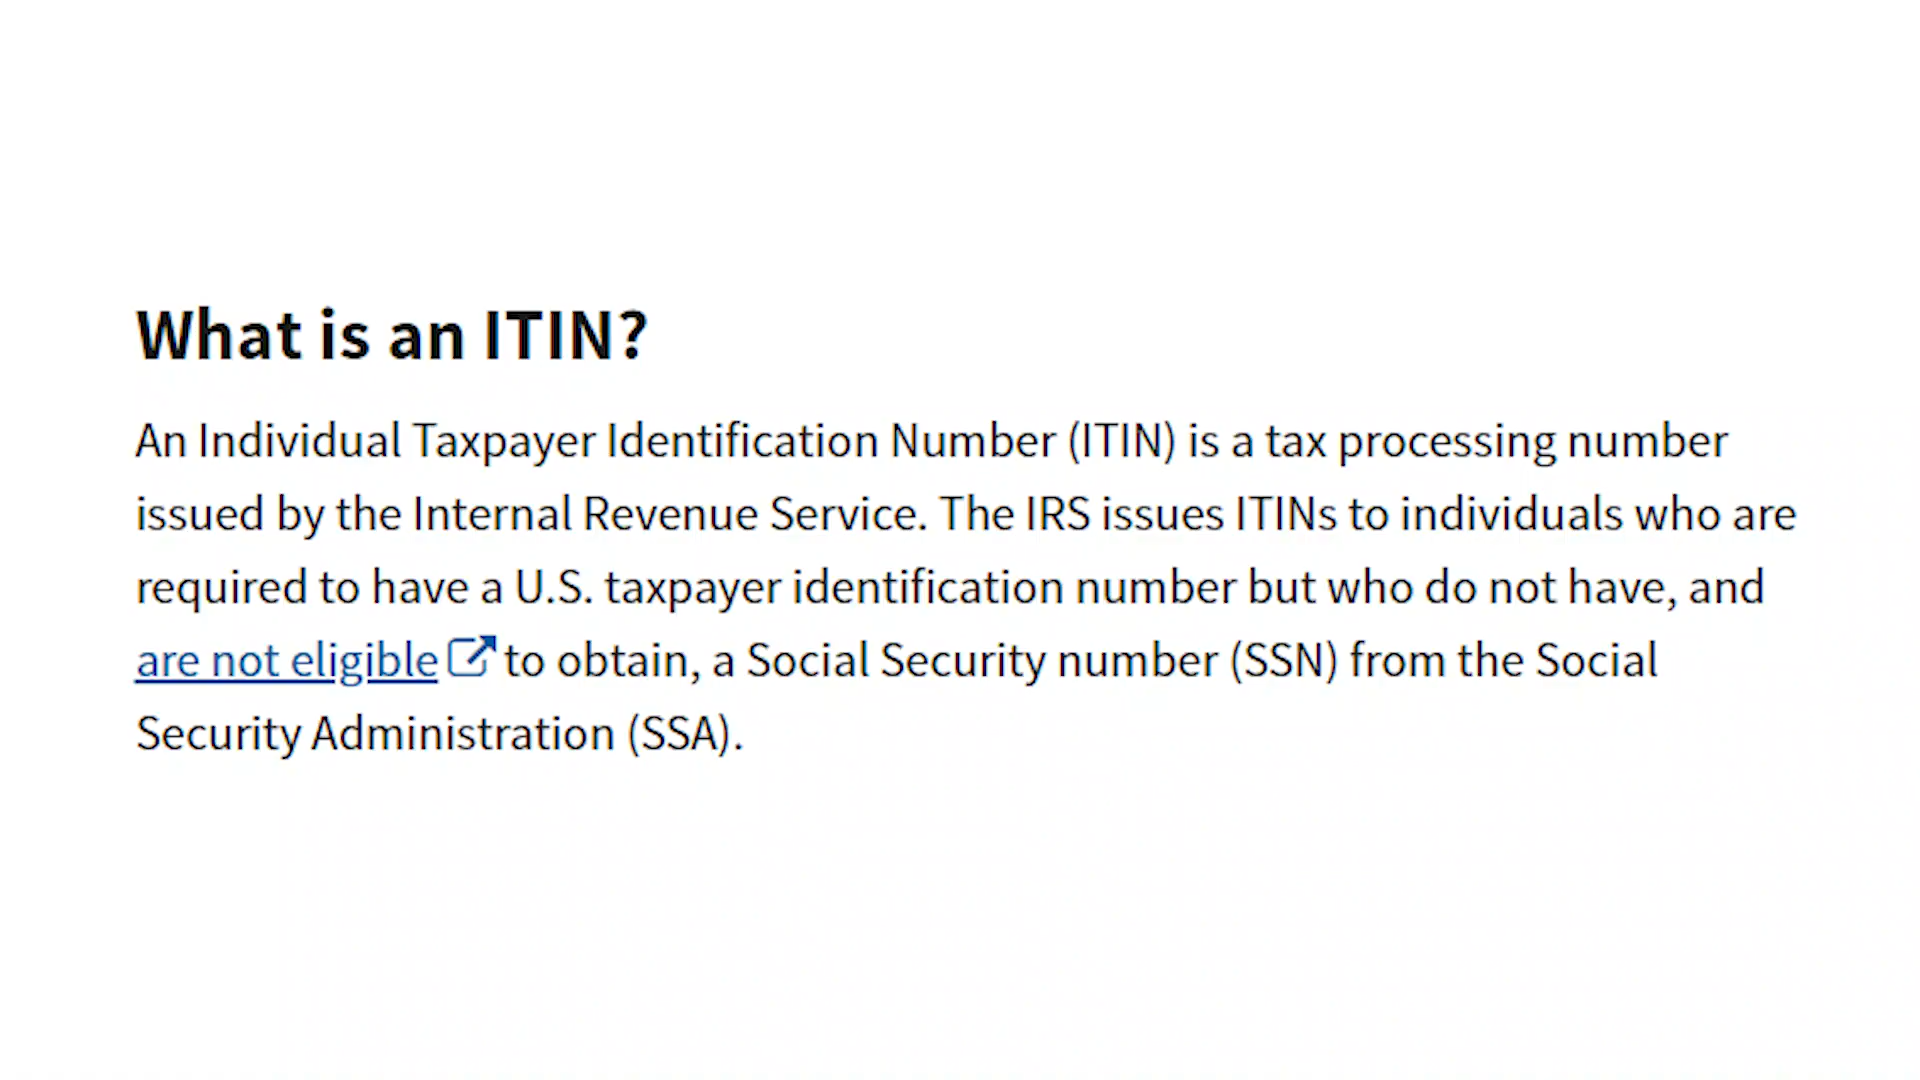 What is an ITIN?
An Individual Taxpayer Identification Number (ITIN) is a tax processing number
issued by the Internal Revenue Service. The IRS issues ITINs to individuals who are
required to have a U.S. taxpayer identification number but who do not have, and
are not eligible to obtain, a Social Security number (SSN) from the Social
Security Administration (SSA).